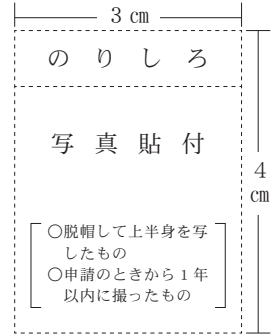 3 cm
のりしろ
写真貼付
4
cm
○脱帽して上半身を写
したもの
○申請のときから1年
以内に撮ったもの